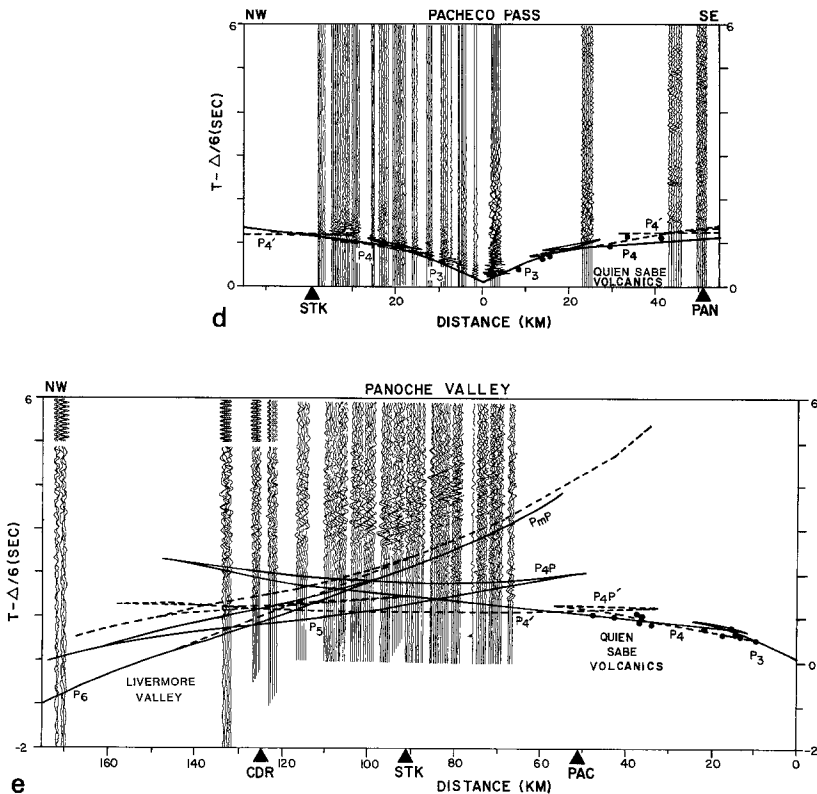 NW PACHECO PASS SE
6 6
T-△/6(SEC)
P4' P4 P3 P3 P4 P4'
QUIEN SABE
VOLCANICS
0 0
20 0 20 40
STK PAN
DISTANCE (KM)
d
NW PANOCHE VALLEY
6 6
T-△/6(SEC)
PmP
P4P
P4P'
P5 P4' P4
P3
QUIEN SABE
VOLCANICS
0
P6
LIVERMORE
VALLEY
-2 -2
160 140 120 100 80 60 40 20 0
CDR STK PAC
DISTANCE (KM)
e